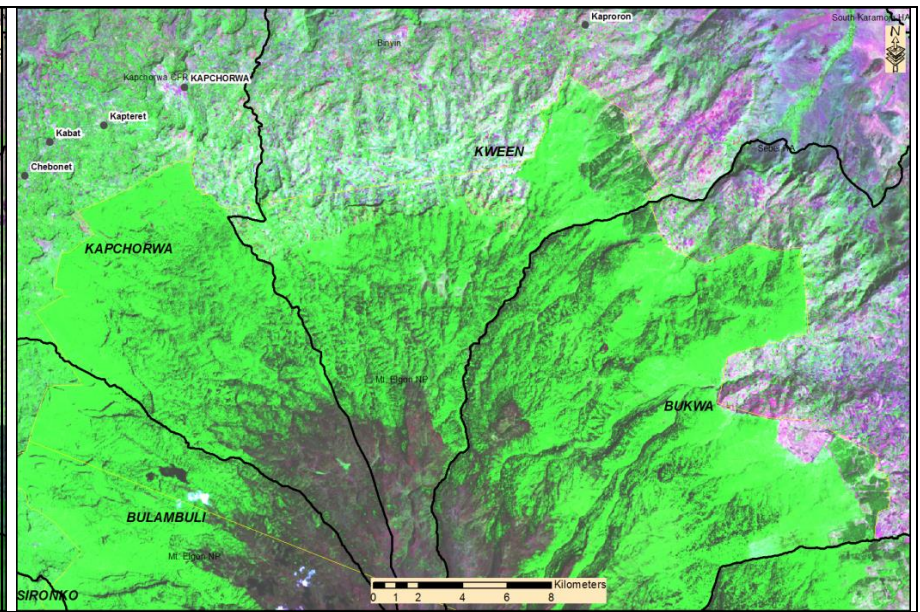 Kaproron
South Karamoja HA
N
Binyin
Kapchorwa CFR
KAPCHORWA
Kapteret
Kabat
Chebonet
KWEEN
KAPCHORWA
Mt. Elgon NP
BUKWA
BULAMBULI
Mt. Elgon NP
SIRONKO
Kilometers
0 1 2 4 6 8